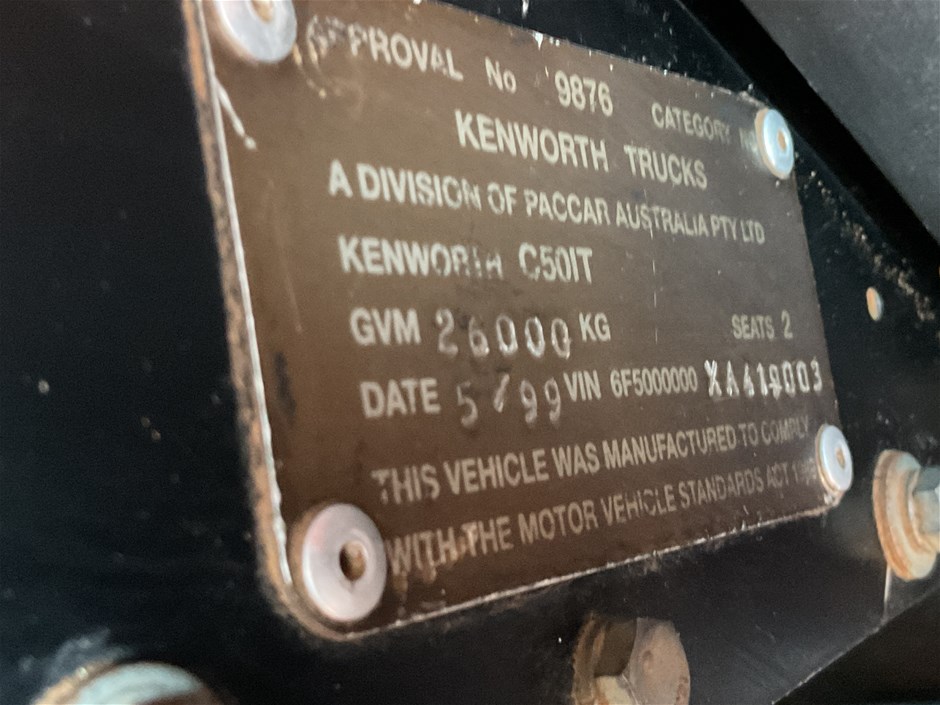 APPROVAL No 9876 CATEGORY
KENWORTH TRUCKS
A DIVISION OF PACCAR AUSTRALIA PTY LTD
KENWORTH C501T
GVM 26000 KG SEATS 2
DATE 5/99 VIN 6F5000000
THIS VEHICLE WAS MANUFACTURED TO COMPLY
WITH THE MOTOR VEHICLE STANDARDS ACT